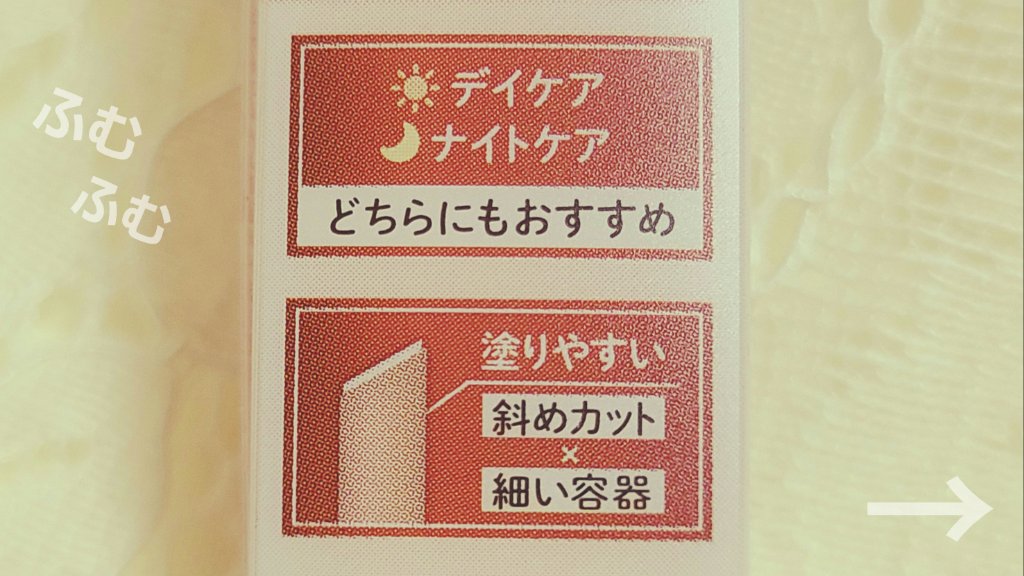 ふむ
ふむ
デイケア
ナイトケア
どちらにもおすすめ
塗りやすい
斜めカット
×
細い容器